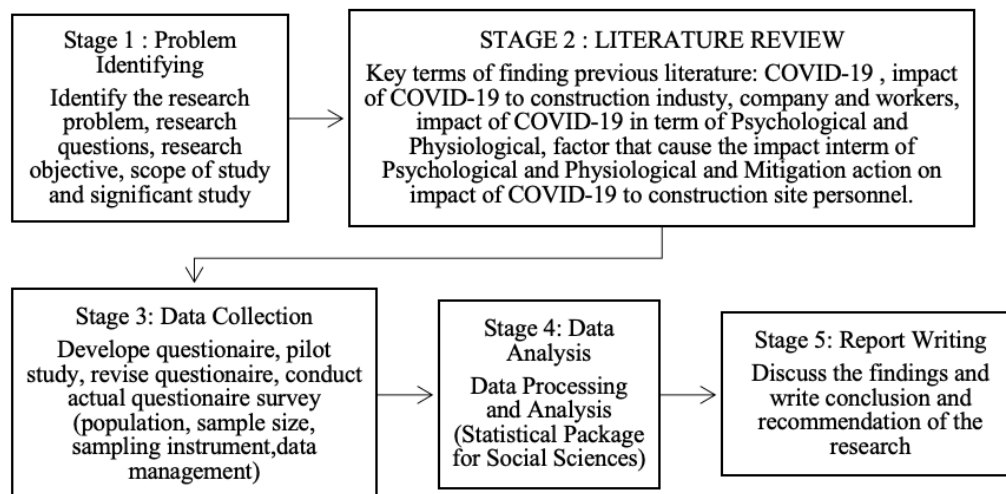 Stage 1 : Problem
Identifying
Identify the research
problem, research
questions, research
objective, scope of study
and significant study
STAGE 2 : LITERATURE REVIEW
Key terms of finding previous literature: COVID-19 , impact
of COVID-19 to construction industy, company and workers,
impact of COVID-19 in term of Psychological and
Physiological, factor that cause the impact interm of
Psychological and Physiological and Mitigation action on
impact of COVID-19 to construction site personnel.
Stage 3: Data Collection
Develope questionaire, pilot
study, revise questionaire, conduct
actual questionaire survey
(population, sample size,
sampling instrument,data
management)
Stage 4: Data
Analysis
Data Processing
and Analysis
(Statistical Package
for Social Sciences)
Stage 5: Report Writing
Discuss the findings and
write conclusion and
recommendation of the
research